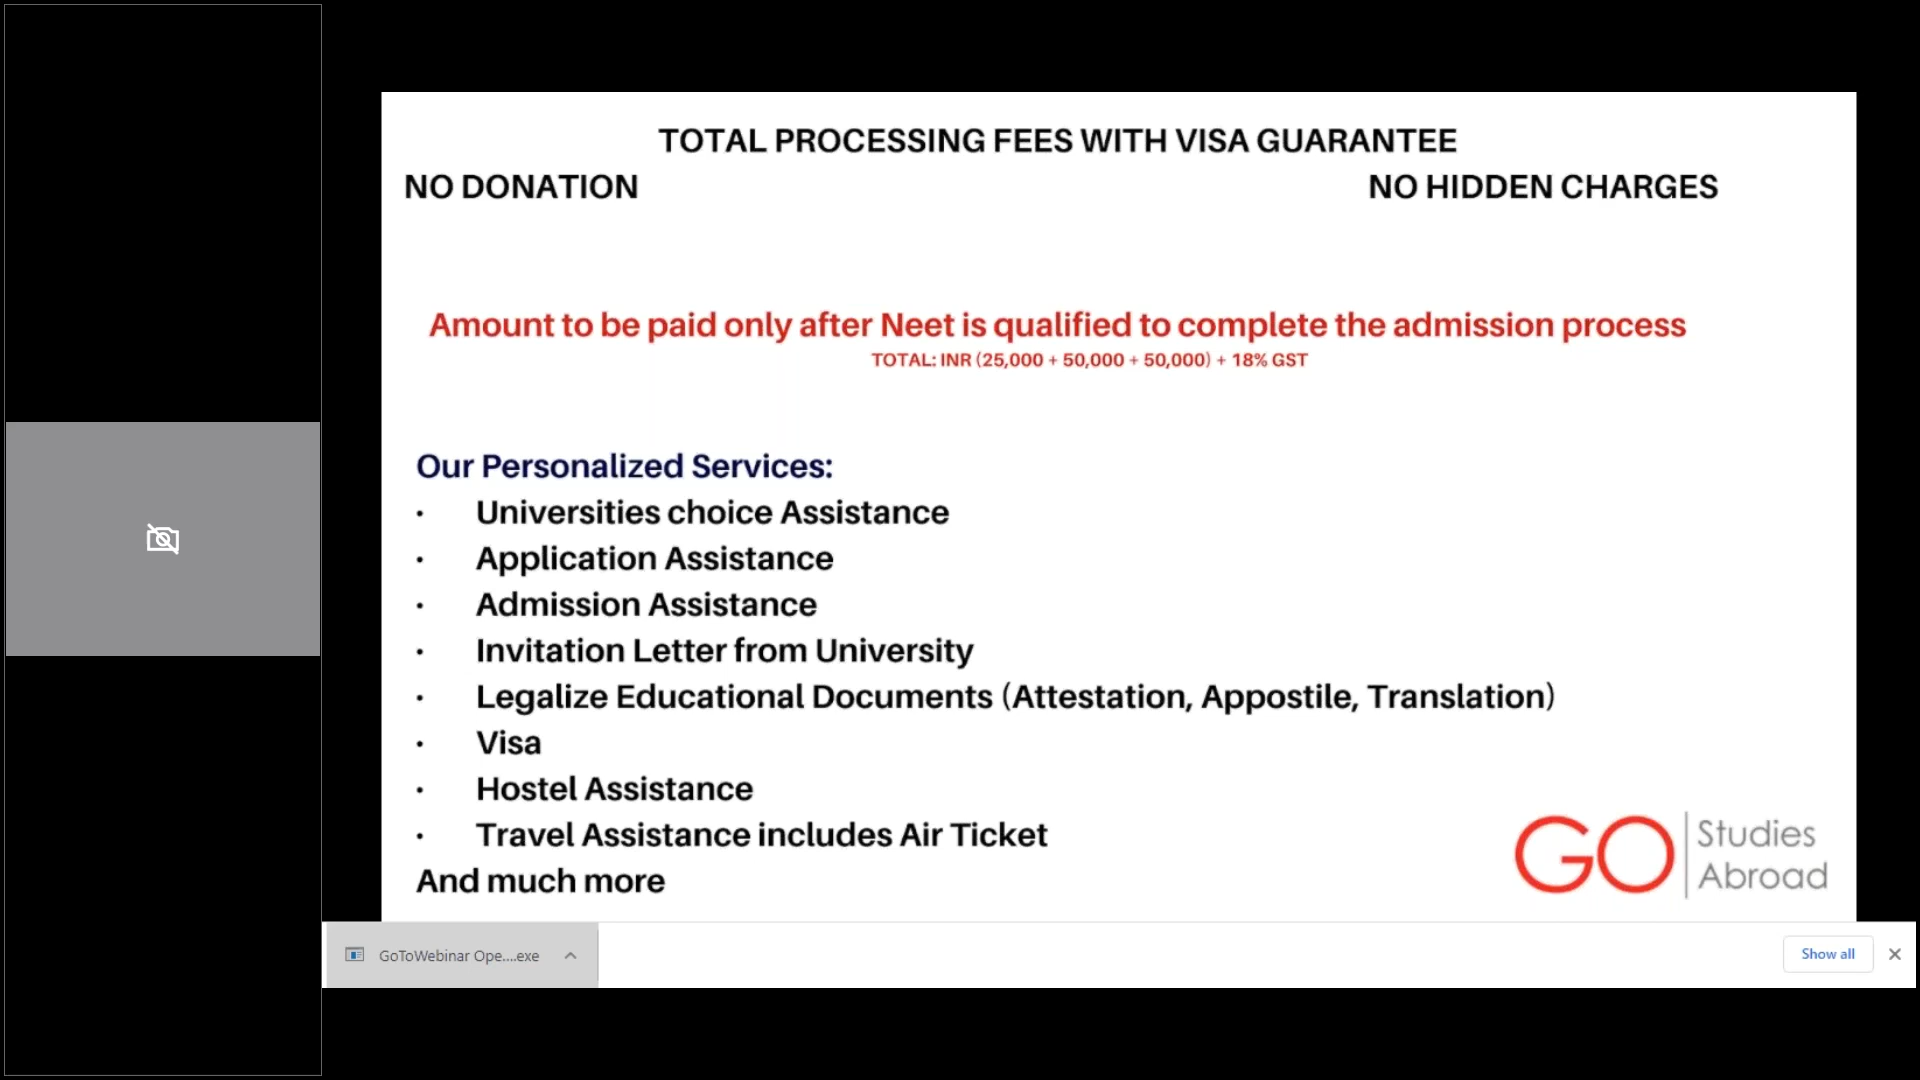 TOTAL PROCESSING FEES WITH VISA GUARANTEE
NO DONATION
NO HIDDEN CHARGES
Amount to be paid only after Neet is qualified to complete the admission process
TOTAL: INR (25,000 + 50,000 + 50,000) + 18% GST
Our Personalized Services:
• Universities choice Assistance
• Application Assistance
• Admission Assistance
• Invitation Letter from University
• Legalize Educational Documents (Attestation, Appostile, Translation)
• Visa
• Hostel Assistance
• Travel Assistance includes Air Ticket
And much more
GO Studies
Abroad
GoToWebinar Ope....exe
Show all